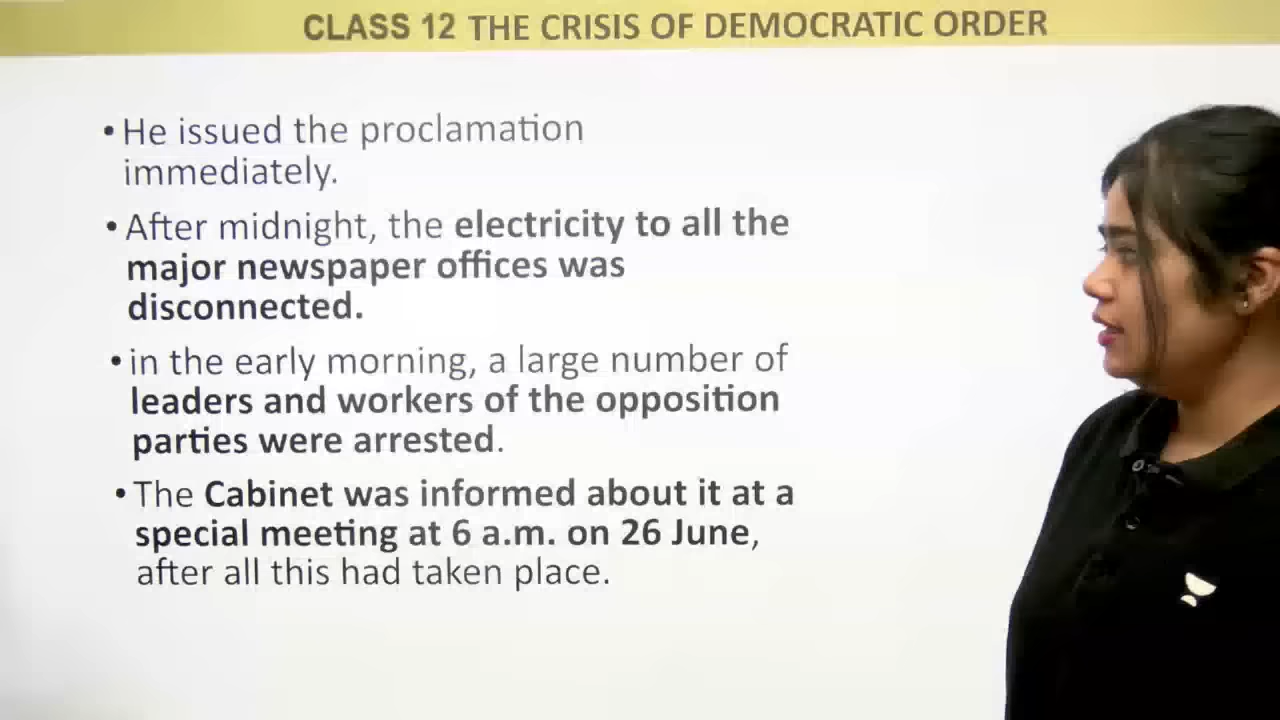 CLASS 12 THE CRISIS OF DEMOCRATIC ORDER
• He issued the proclamation
immediately.
• After midnight, the electricity to all the
major newspaper offices was
disconnected.
• in the early morning, a large number of
leaders and workers of the opposition
parties were arrested.
• The Cabinet was informed about it at a
special meeting at 6 a.m. on 26 June,
after all this had taken place.